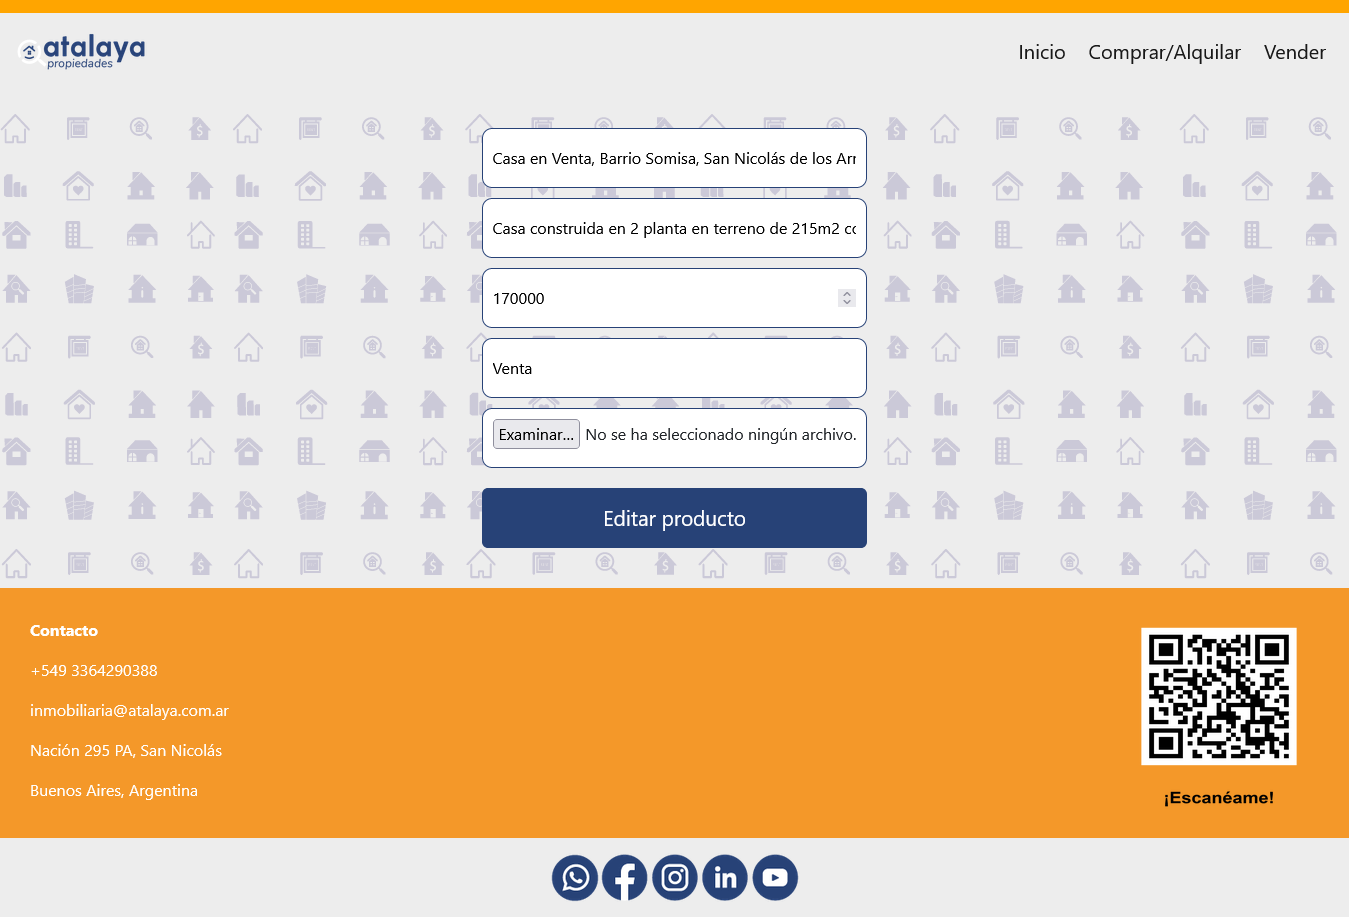 atalaya
propiedades
Inicio Comprar/Alquilar Vender
Casa en Venta, Barrio Somisa, San Nicolás de los Arr
Casa construida en 2 planta en terreno de 215m2 co
170000
Venta
Examinar... No se ha seleccionado ningún archivo.
Editar producto
Contacto
+549 3364290388
inmobiliaria@atalaya.com.ar
Nación 295 PA, San Nicolás
Buenos Aires, Argentina
¡Escanéame!